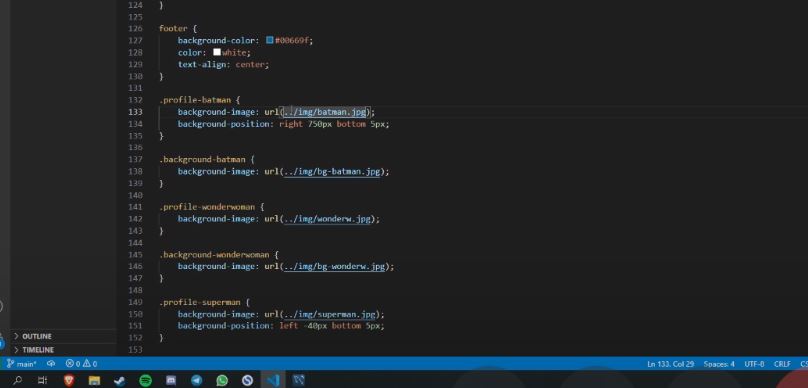 124 }
125
126 footer {
127 background-color: #00669f;
128 color: white;
129 text-align: center;
130 }
131
132 .profile-batman {
133 background-image: url(../img/batman.jpg);
134 background-position: right 750px bottom 5px;
135 }
136
137 .background-batman {
138 background-image: url(../img/bg-batman.jpg);
139 }
140
141 .profile-wonderwoman {
142 background-image: url(../img/wonderw.jpg);
143 }
144
145 .background-wonderwoman {
146 background-image: url(../img/bg-wonderw.jpg);
147 }
148
149 .profile-superman {
150 background-image: url(../img/superman.jpg);
151 background-position: left -40px bottom 5px;
152 }
153
OUTLINE
TIMELINE
main* 0 0 Ln 133, Col 29 Spaces: 4 UTF-8 CRLF